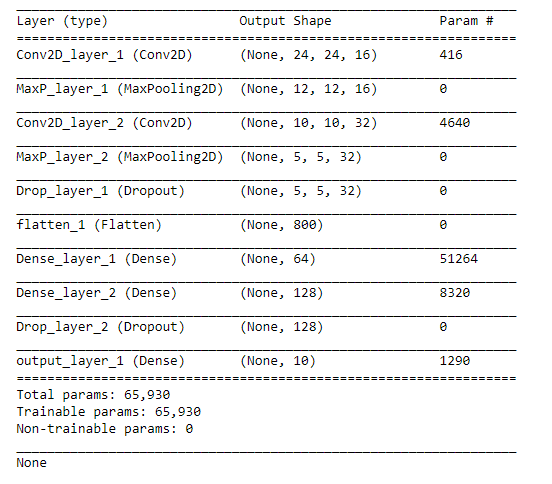 Layer (type) Output Shape Param #
=================================================================
Conv2D_layer_1 (Conv2D) (None, 24, 24, 16) 416
_________________________________________________________________
MaxP_layer_1 (MaxPooling2D) (None, 12, 12, 16) 0
_________________________________________________________________
Conv2D_layer_2 (Conv2D) (None, 10, 10, 32) 4640
_________________________________________________________________
MaxP_layer_2 (MaxPooling2D) (None, 5, 5, 32) 0
_________________________________________________________________
Drop_layer_1 (Dropout) (None, 5, 5, 32) 0
_________________________________________________________________
flatten_1 (Flatten) (None, 800) 0
_________________________________________________________________
Dense_layer_1 (Dense) (None, 64) 51264
_________________________________________________________________
Dense_layer_2 (Dense) (None, 128) 8320
_________________________________________________________________
Drop_layer_2 (Dropout) (None, 128) 0
_________________________________________________________________
output_layer_1 (Dense) (None, 10) 1290
=================================================================
Total params: 65,930
Trainable params: 65,930
Non-trainable params: 0
_________________________________________________________________
None